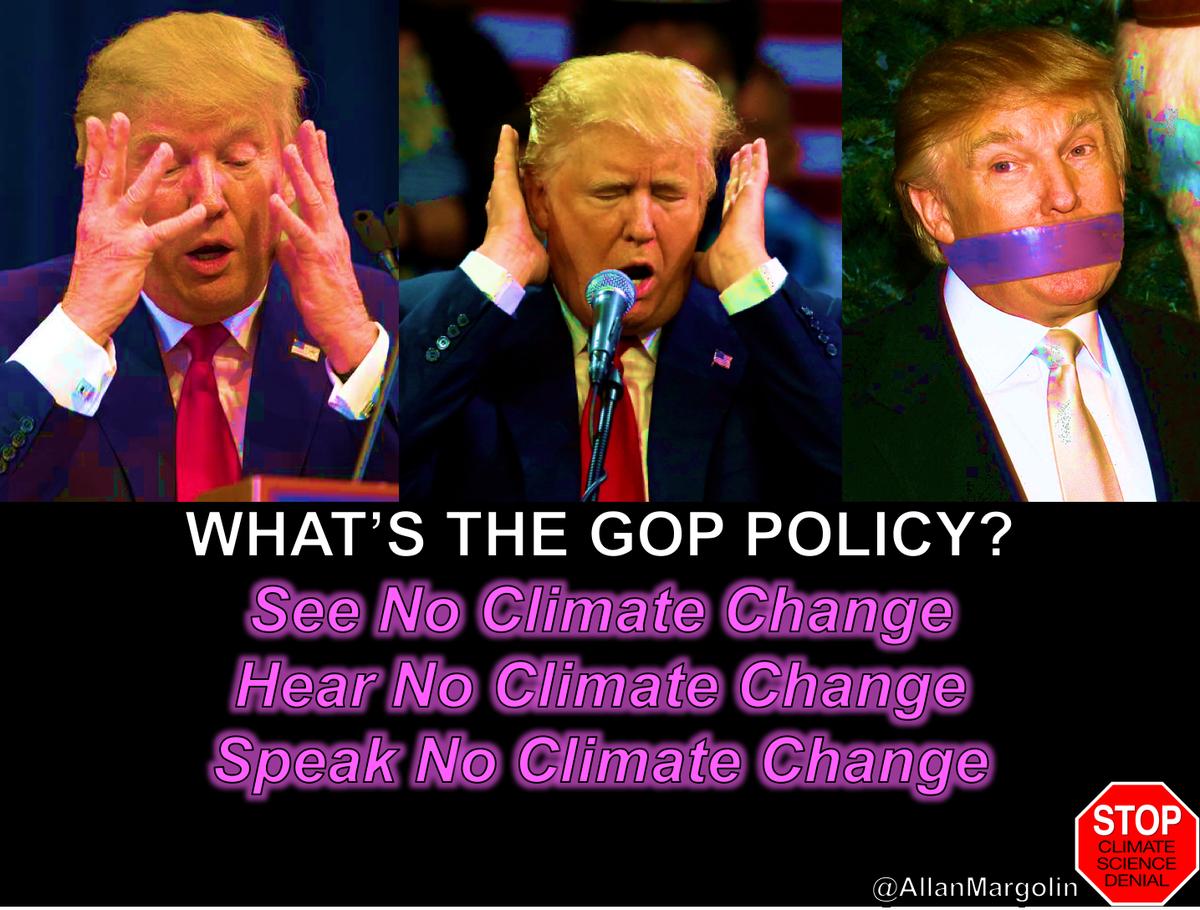 WHAT'S THE GOP POLICY?
See No Climate Change
Hear No Climate Change
Speak No Climate Change
STOP
CLIMATE
SCIENCE
DENIAL
@AllanMargolin